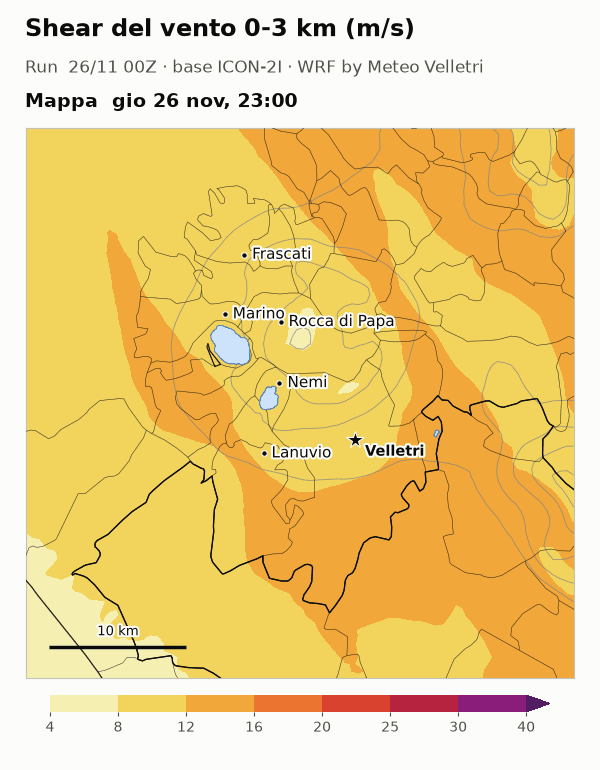 Shear del vento 0-3 km (m/s)
Run  26/11 00Z · base ICON-2I · WRF by Meteo Velletri
Mappa  gio 26 nov, 23:00
Frascati
Marino
Rocca di Papa
Nemi
Velletri
Lanuvio
10 km
4 8 12 16 20 25 30 40